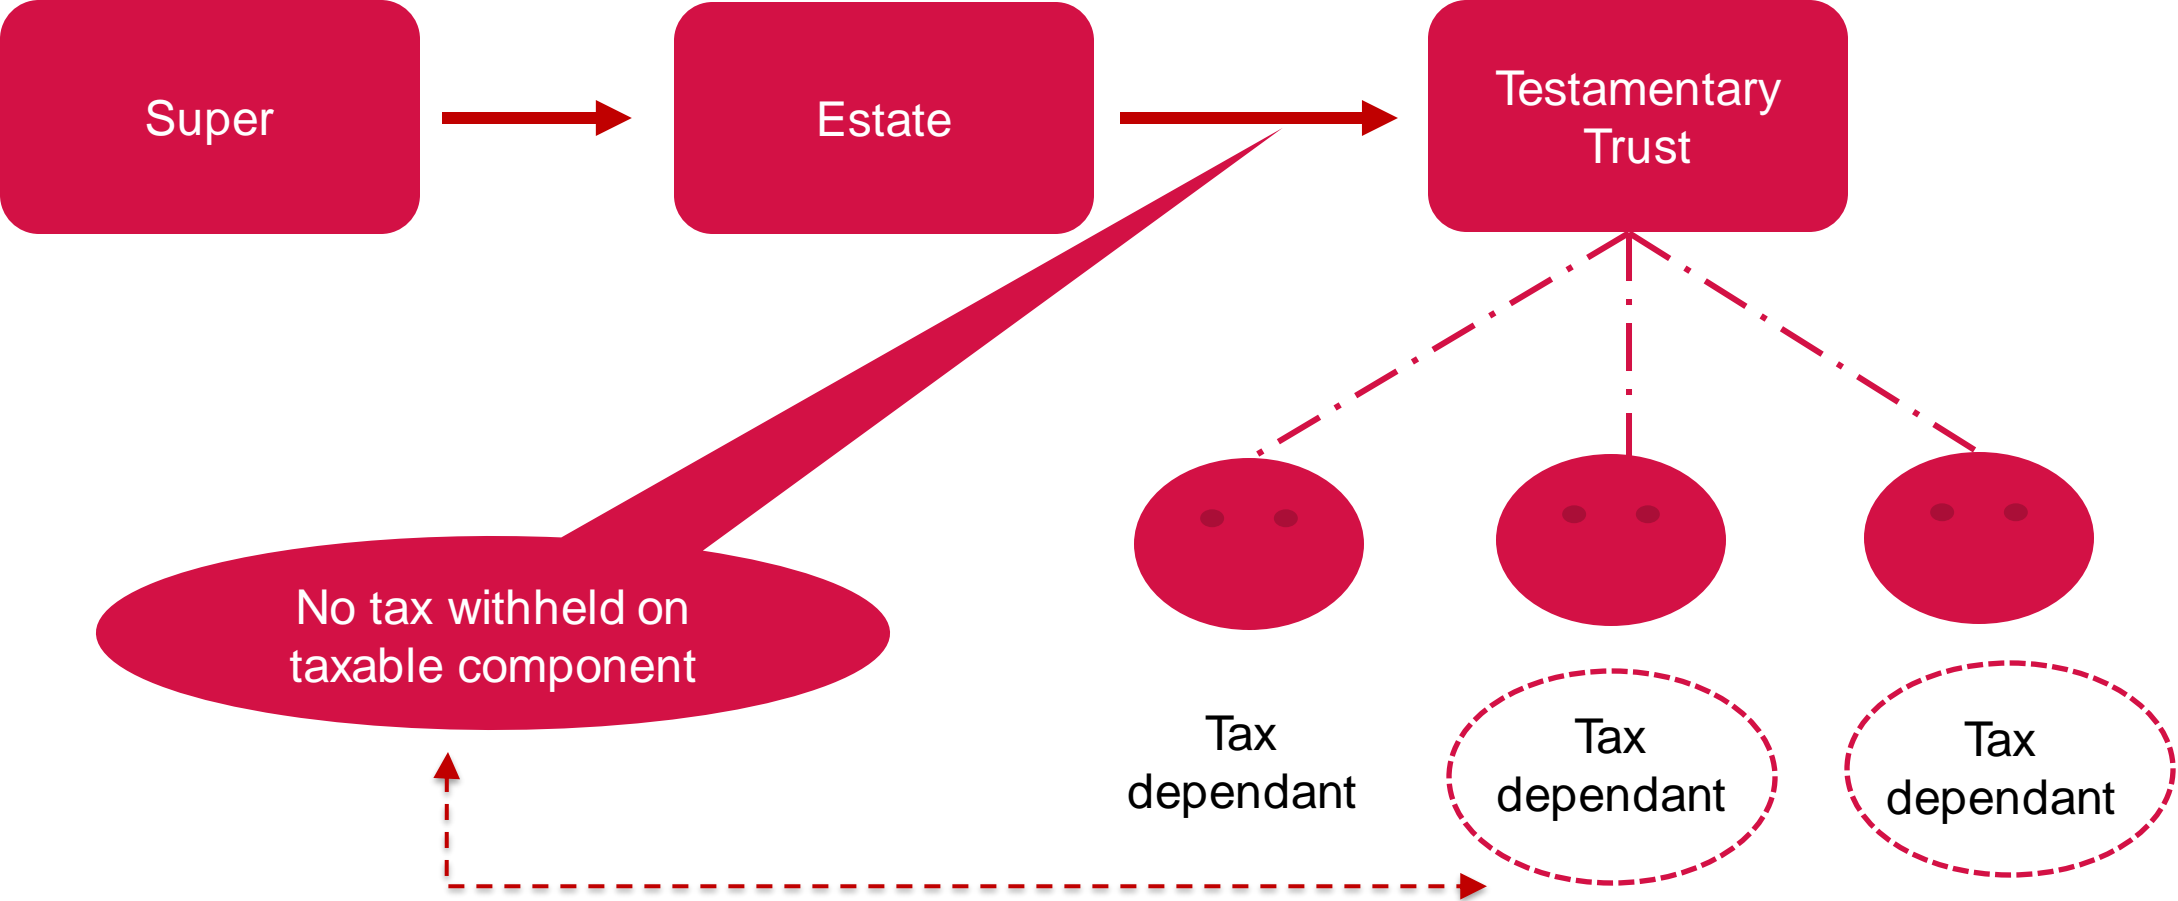 Super
Estate
Testamentary
Trust
No tax withheld on
taxable component
Tax
dependant
Tax
dependant
Tax
dependant